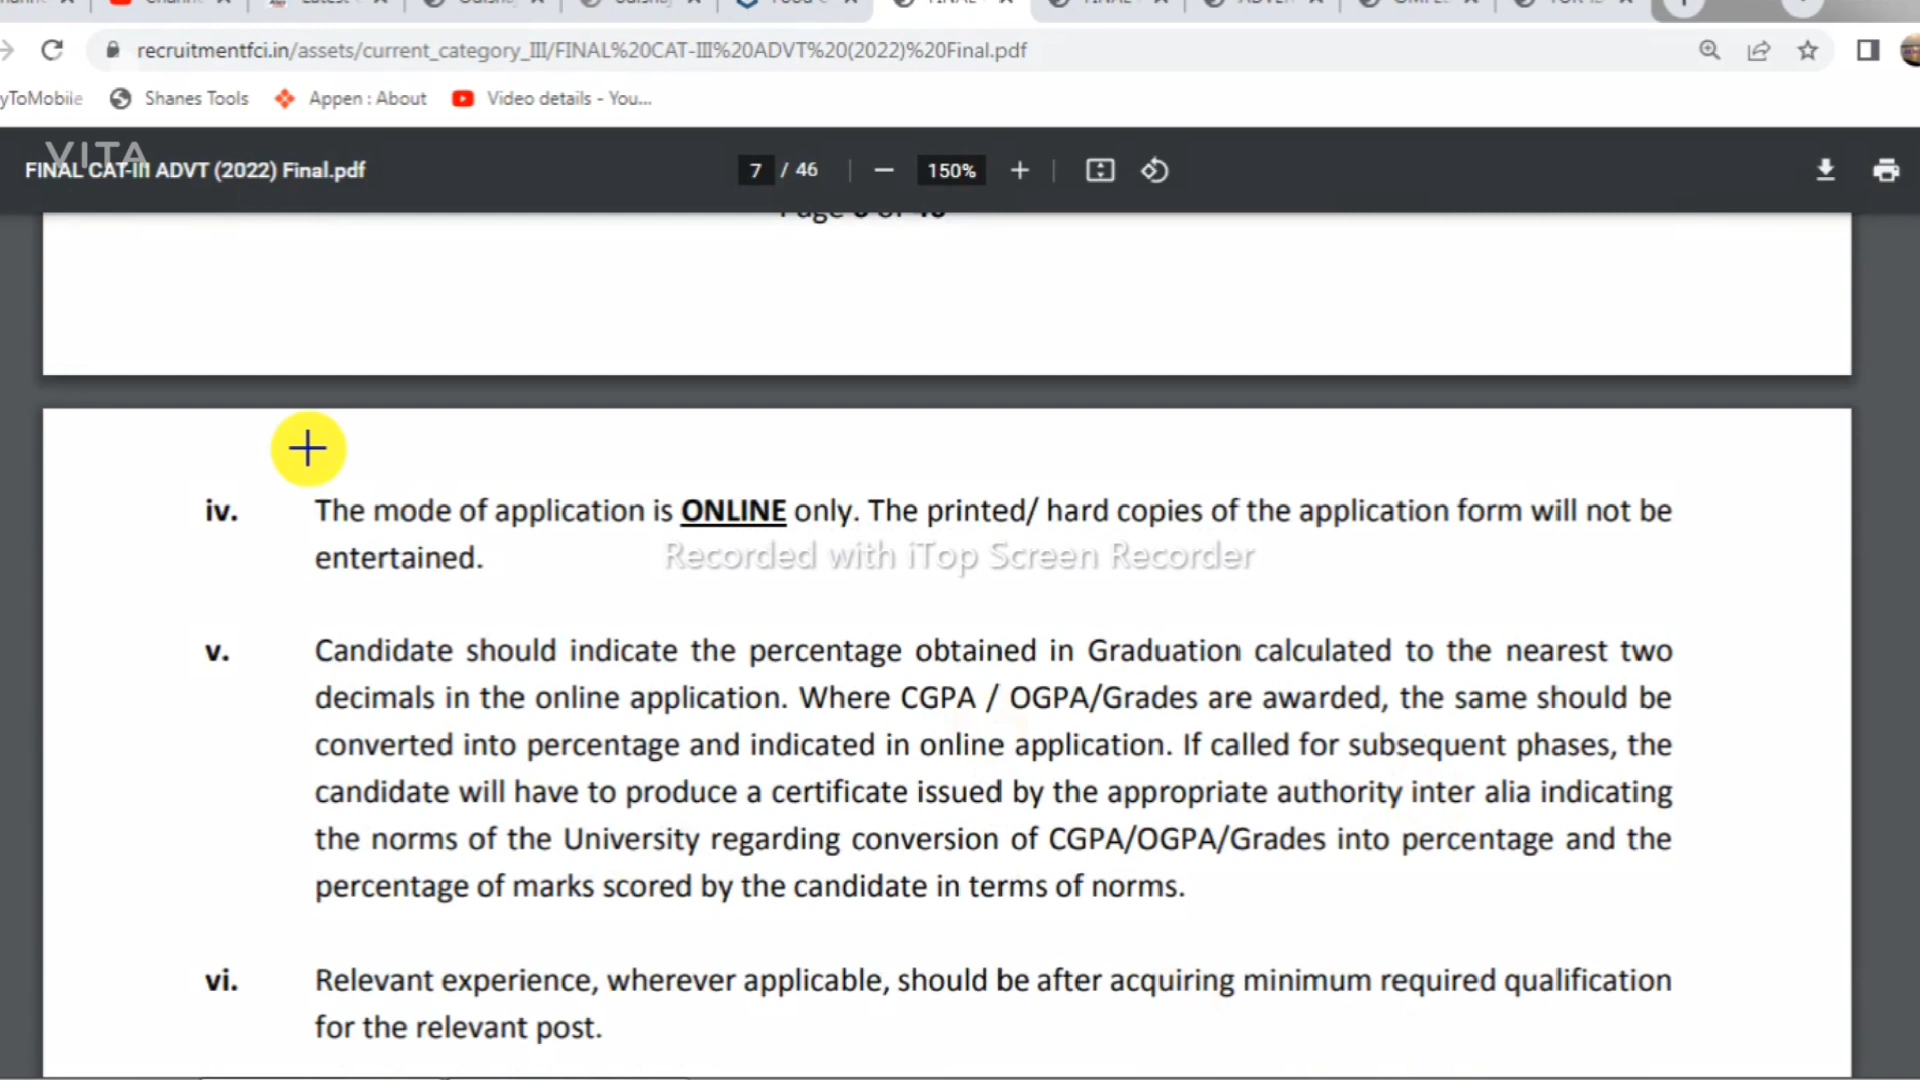 recruitmentfci.in/assets/current_category_III/FINAL%20CAT-III%20ADVT%20(2022)%20Final.pdf
yToMobile Shanes Tools Appen : About Video details - You...
VITA
FINAL CAT-III ADVT (2022) Final.pdf 7 / 46 150%
Page of
iv. The mode of application is ONLINE only. The printed/ hard copies of the application form will not be
entertained.
Recorded with iTop Screen Recorder
v. Candidate should indicate the percentage obtained in Graduation calculated to the nearest two
decimals in the online application. Where CGPA / OGPA/Grades are awarded, the same should be
converted into percentage and indicated in online application. If called for subsequent phases, the
candidate will have to produce a certificate issued by the appropriate authority inter alia indicating
the norms of the University regarding conversion of CGPA/OGPA/Grades into percentage and the
percentage of marks scored by the candidate in terms of norms.
vi. Relevant experience, wherever applicable, should be after acquiring minimum required qualification
for the relevant post.